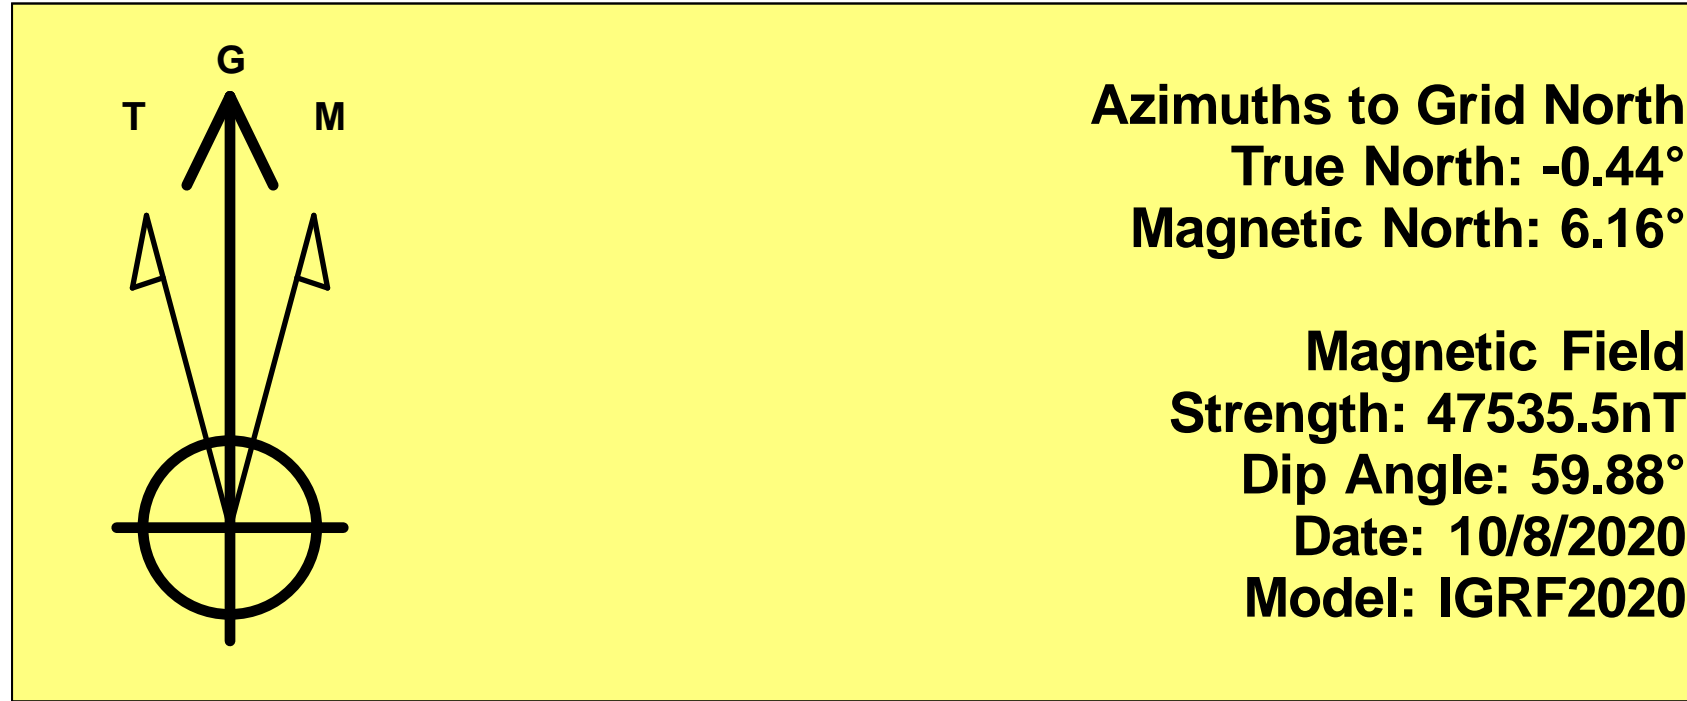 G
T M
Azimuths to Grid North
True North: -0.44°
Magnetic North: 6.16°
Magnetic Field
Strength: 47535.5nT
Dip Angle: 59.88°
Date: 10/8/2020
Model: IGRF2020